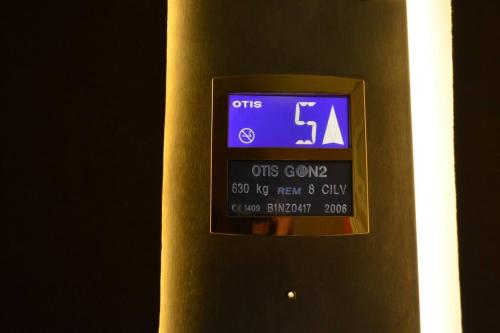 OTIS 5
OTIS GEN2
630 kg REM 8 CILV
CE 1409 B1NZ0417 2006